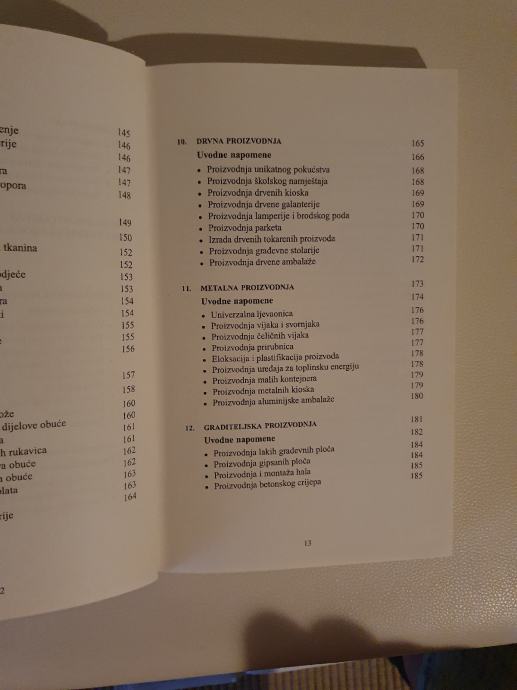 enje 145
rije 146
146
ra 147
opora 147
148
149
150
tkanina 152
152
odjeće 153
a 153
ra 154
ti 154
155
e 155
156
157
158
ože 160
dijelove obuće 160
a 161
h rukavica 161
va obuće 162
a obuće 162
plata 163
163
rije 164
2
10. DRVNA PROIZVODNJA 165
Uvodne napomene 166
• Proizvodnja unikatnog pokućstva 168
• Proizvodnja školskog namještaja 168
• Proizvodnja drvenih kioska 169
• Proizvodnja drvene galanterije 169
• Proizvodnja lamperije i brodskog poda 170
• Proizvodnja parketa 170
• Izrada drvenih tokarenih proizvoda 171
• Proizvodnja građevne stolarije 171
• Proizvodnja drvene ambalaže 172
11. METALNA PROIZVODNJA 173
Uvodne napomene 174
• Univerzalna ljevaonica 176
• Proizvodnja vijaka i svornjaka 176
• Proizvodnja čeličnih vijaka 177
• Proizvodnja prirubnica 177
• Eloksacija i plastifikacija proizvoda 178
• Proizvodnja uređaja za toplinsku energiju 178
• Proizvodnja malih kontejnera 179
• Proizvodnja metalnih kioska 179
• Proizvodnja aluminijske ambalaže 180
12. GRADITELJSKA PROIZVODNJA 181
Uvodne napomene 182
• Proizvodnja lakih građevnih ploča 184
• Proizvodnja gipsanih ploča 184
• Proizvodnja i montaža hala 185
• Proizvodnja betonskog crijepa 185
13